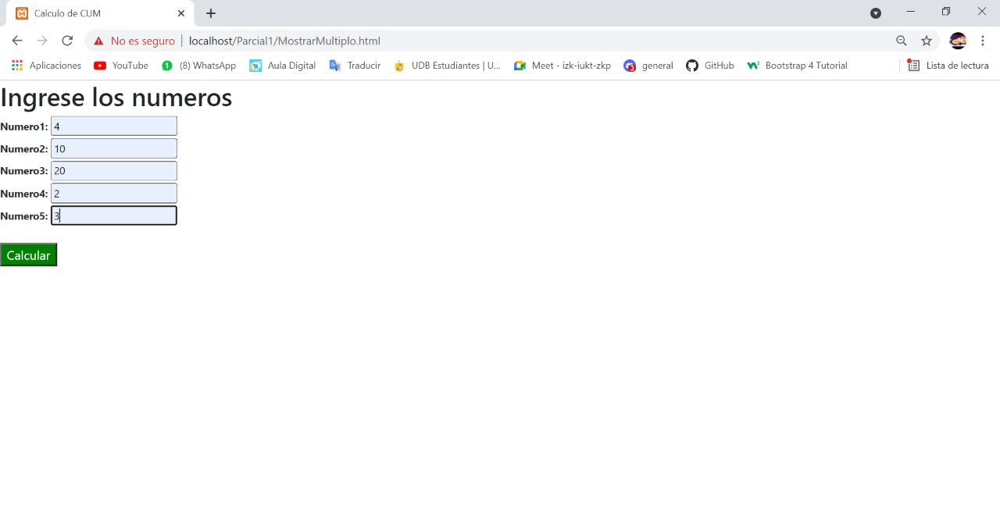 Calculo de CUM
No es seguro | localhost/Parcial1/MostrarMultiplo.html
Aplicaciones YouTube 1 (8) WhatsApp Aula Digital Traducir UDB Estudiantes | U... Meet - izk-iukt-zkp 3 general GitHub Bootstrap 4 Tutorial Lista de lectura
Ingrese los numeros
Numero1: 4
Numero2: 10
Numero3: 20
Numero4: 2
Numero5: 3
Calcular